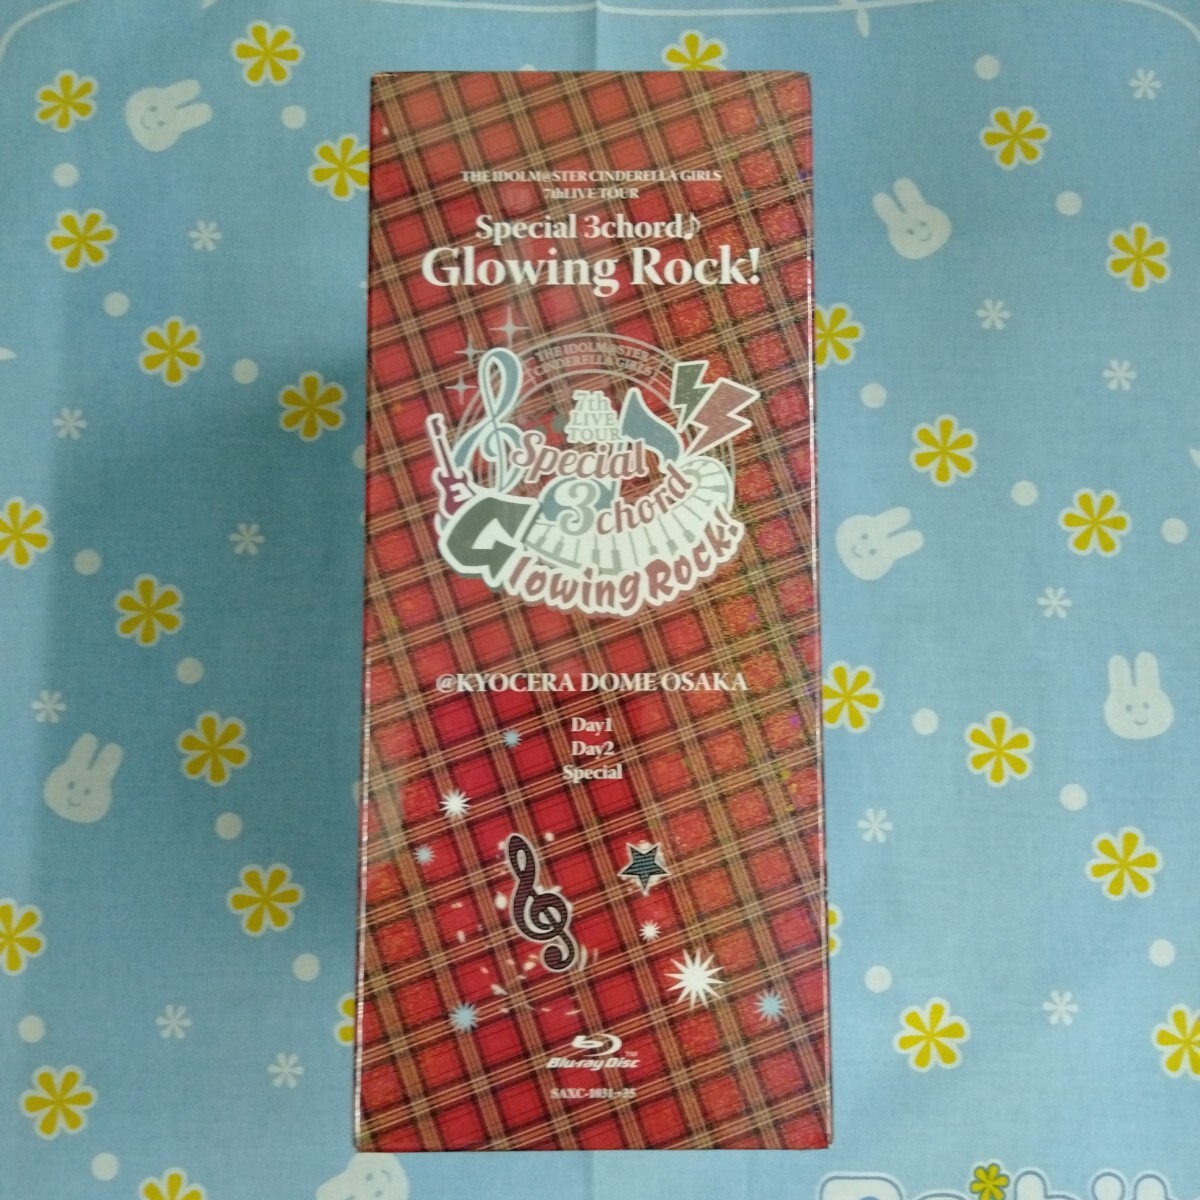 THE IDOLM@STER CINDERELLA GIRLS
7thLIVE TOUR
Special 3chord♪
Glowing Rock!
THE IDOLM@STER
CINDERELLA GIRLS
7th
LIVE
TOUR
Special
3chord
Glowing Rock!
@KYOCERA DOME OSAKA
Day1
Day2
Special
Blu-ray Disc™